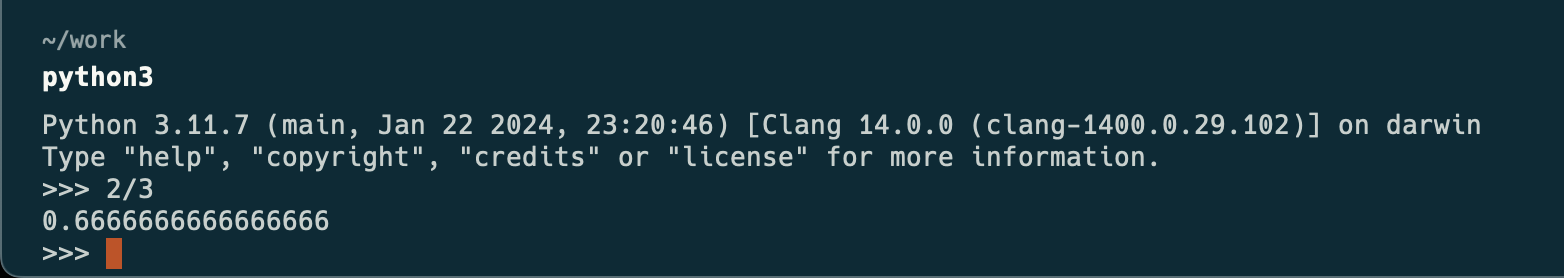 ~/work
python3
Python 3.11.7 (main, Jan 22 2024, 23:20:46) [Clang 14.0.0 (clang-1400.0.29.102)] on darwin
Type "help", "copyright", "credits" or "license" for more information.
>>> 2/3
0.6666666666666666
>>>